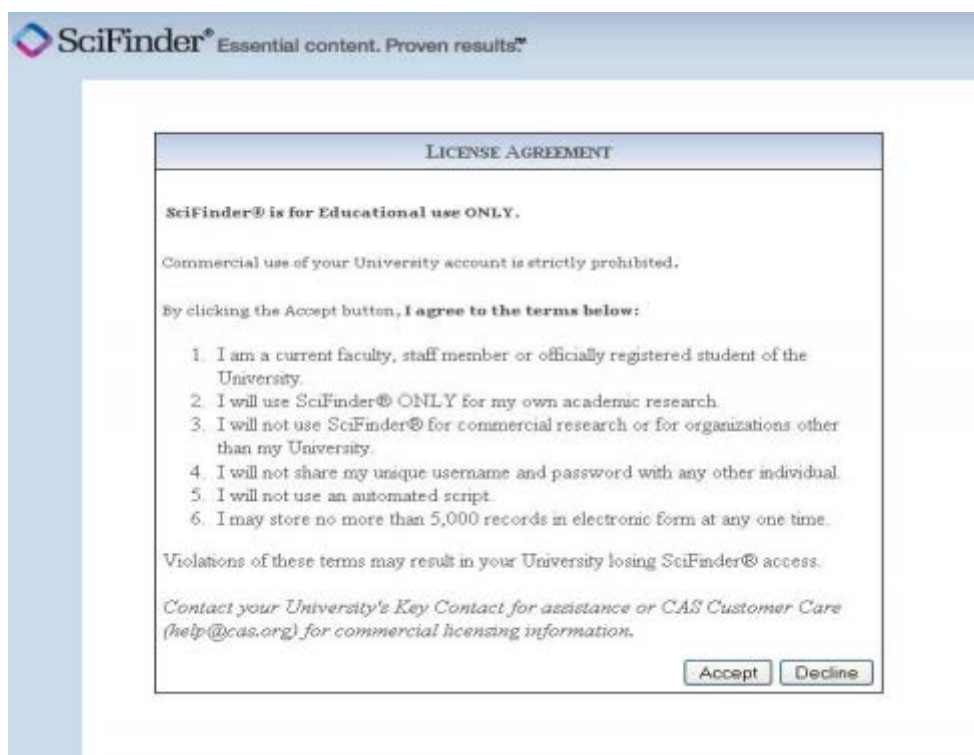 SciFinder® Essential content. Proven results.℠
LICENSE AGREEMENT
SciFinder® is for Educational use ONLY.
Commercial use of your University account is strictly prohibited.
By clicking the Accept button, I agree to the terms below:
1. I am a current faculty, staff member or officially registered student of the
University.
2. I will use SciFinder® ONLY for my own academic research.
3. I will not use SciFinder® for commercial research or for organizations other
than my University.
4. I will not share my unique username and password with any other individual.
5. I will not use an automated script.
6. I may store no more than 5,000 records in electronic form at any one time.
Violations of these terms may result in your University losing SciFinder® access.
Contact your University's Key Contact for assistance or CAS Customer Care
(help@cas.org) for commercial licensing information.
Accept Decline